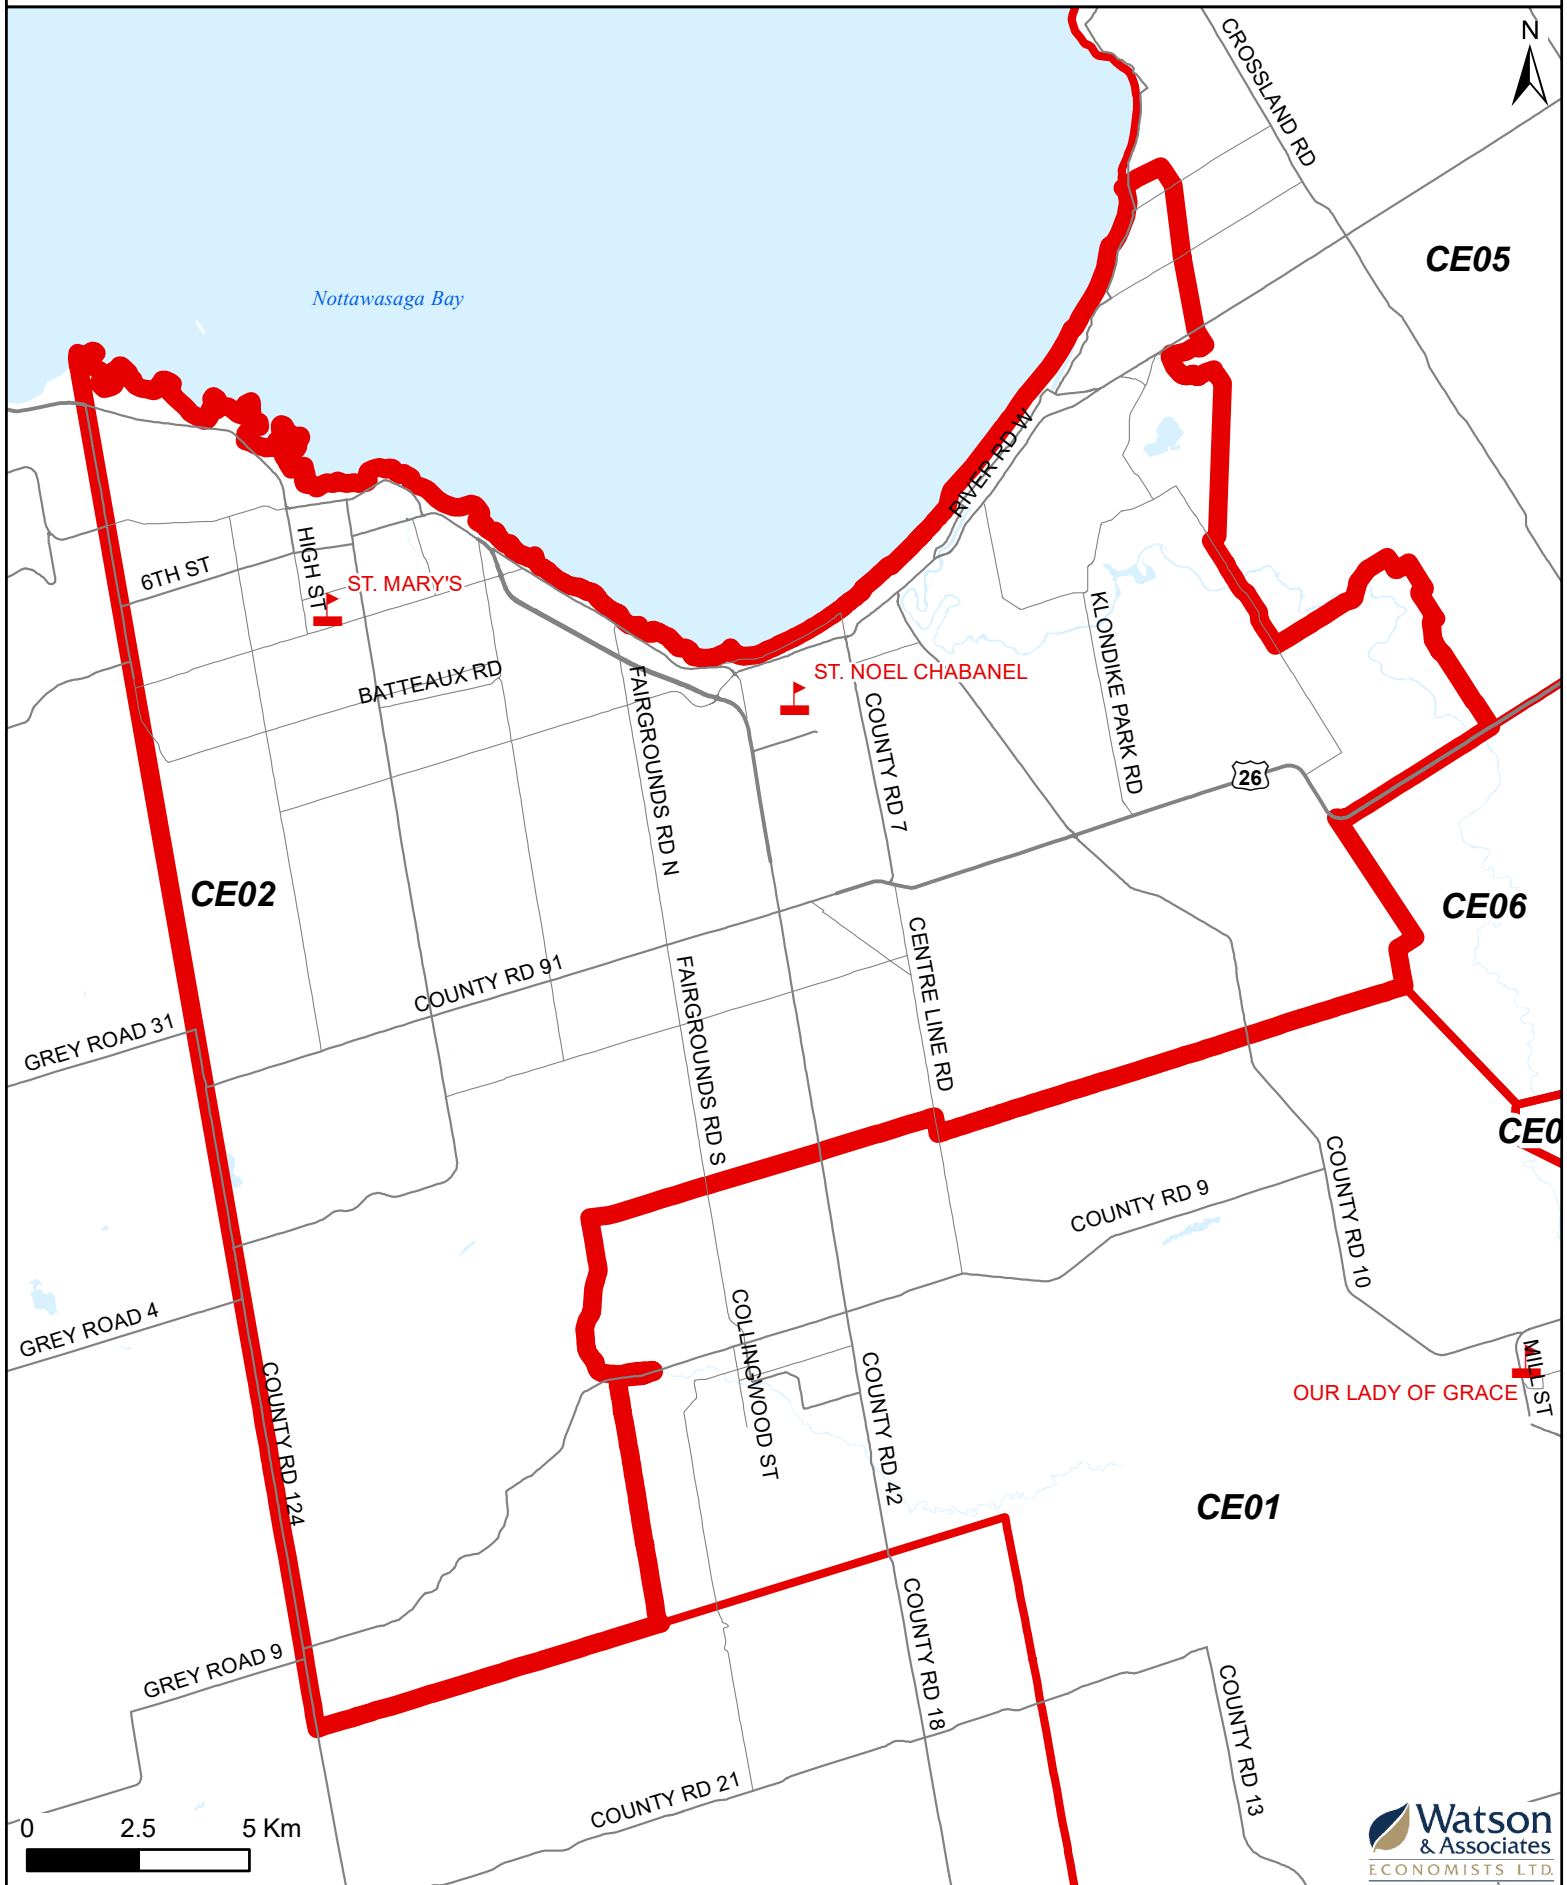 N
CROSSLAND RD
CE05
Nottawasaga Bay
RIVER RD W
HIGH ST
6TH ST
ST. MARY'S
KLONDIKE PARK RD
BATTEAUX RD
FAIRGROUNDS RD N
ST. NOEL CHABANEL
COUNTY RD 7
26
CE02
CE06
CENTRE LINE RD
COUNTY RD 91
FAIRGROUNDS RD S
GREY ROAD 31
CE0
COUNTY RD 9
COUNTY RD 10
GREY ROAD 4
COLLINGWOOD ST
MILL ST
COUNTY RD 124
COUNTY RD 42
OUR LADY OF GRACE
CE01
COUNTY RD 18
GREY ROAD 9
COUNTY RD 13
COUNTY RD 21
0 2.5 5 Km
Watson
& Associates
ECONOMISTS LTD.